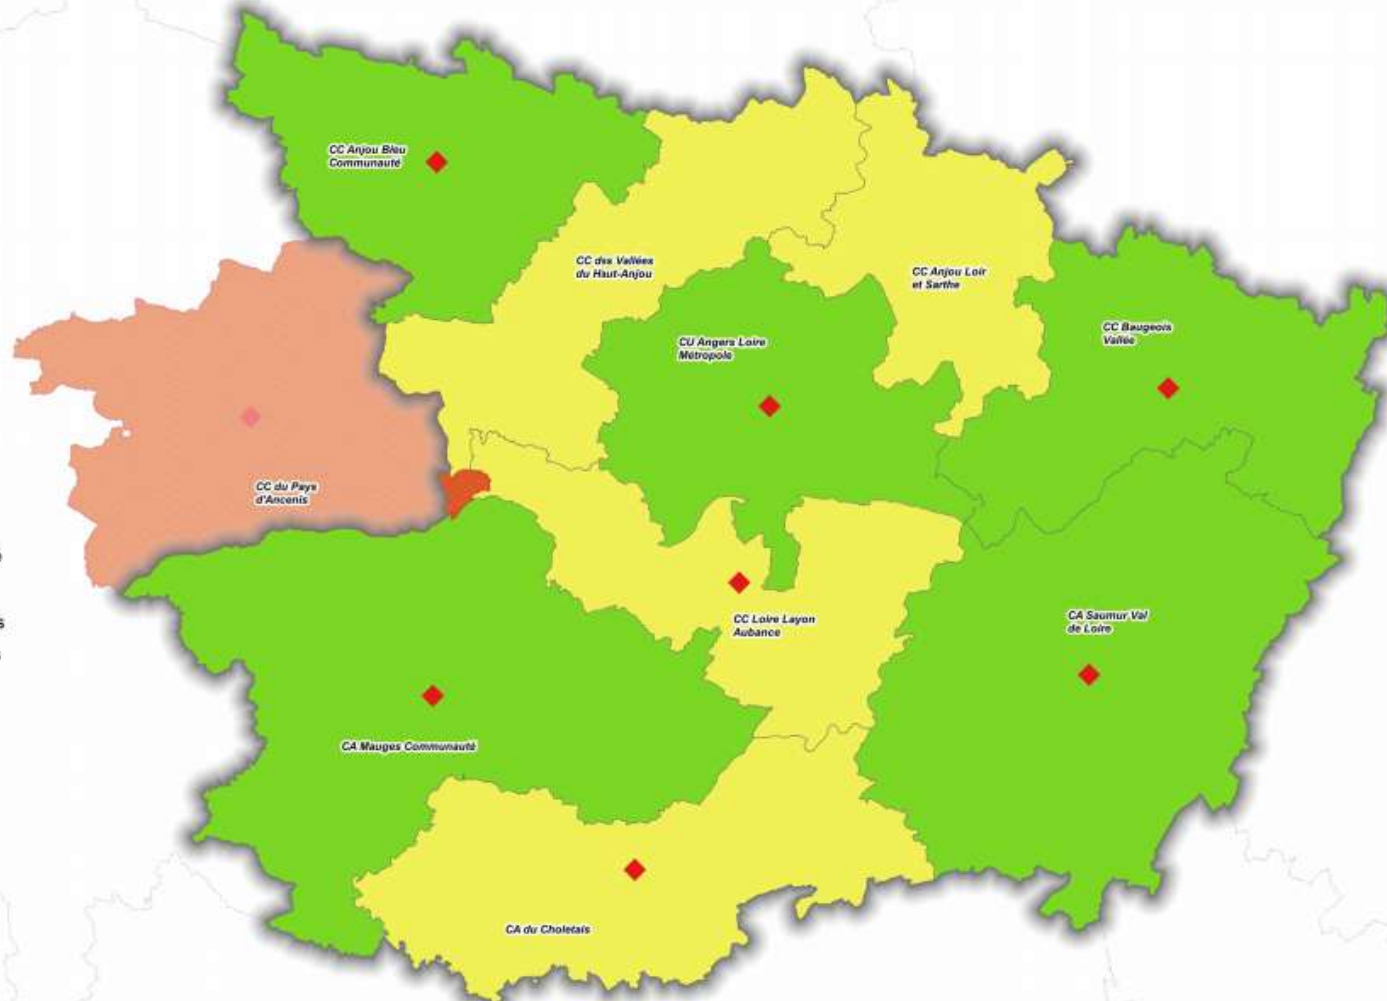 CC Anjou Bleu
Communauté
CC des Vallées
du Haut-Anjou
CC Anjou Loir
et Sarthe
CU Angers Loire
Métropole
CC Baugeois
Vallée
CC du Pays
d'Ancenis
CC Loire Layon
Aubance
CA Saumur Val
de Loire
CA Mauges Communauté
CA du Choletais